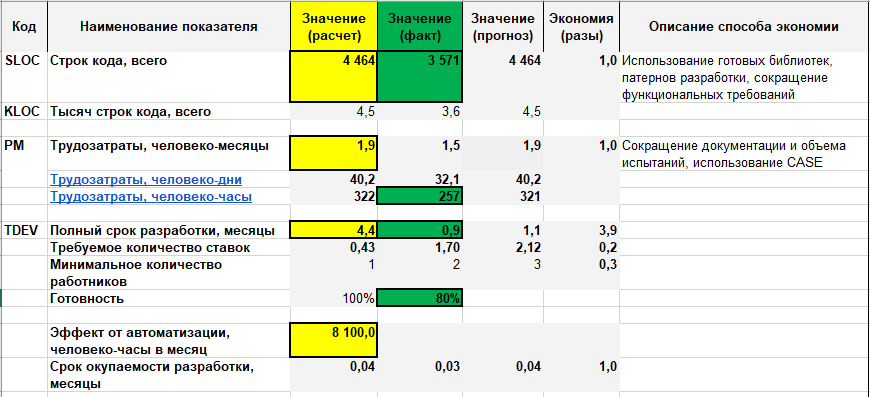 Код Наименование показателя Значение (расчет) Значение (факт) Значение (прогноз) Экономия (разы) Описание способа экономии
SLOC Строк кода, всего 4 464 3 571 4 464 1,0 Использование готовых библиотек,
патернов разработки, сокращение
функциональных требований
KLOC Тысяч строк кода, всего 4,5 3,6 4,5
PM Трудозатраты, человеко-месяцы 1,9 1,5 1,9 1,0 Сокращение документации и объема
испытаний, использование CASE
Трудозатраты, человеко-дни 40,2 32,1 40,2
Трудозатраты, человеко-часы 322 257 321
TDEV Полный срок разработки, месяцы 4,4 0,9 1,1 3,9
Требуемое количество ставок 0,43 1,70 2,12 0,2
Минимальное количество 1 2 3 0,3
работников
Готовность 100% 80%
Эффект от автоматизации, 8 100,0
человеко-часы в месяц
Срок окупаемости разработки, 0,04 0,03 0,04 1,0
месяцы